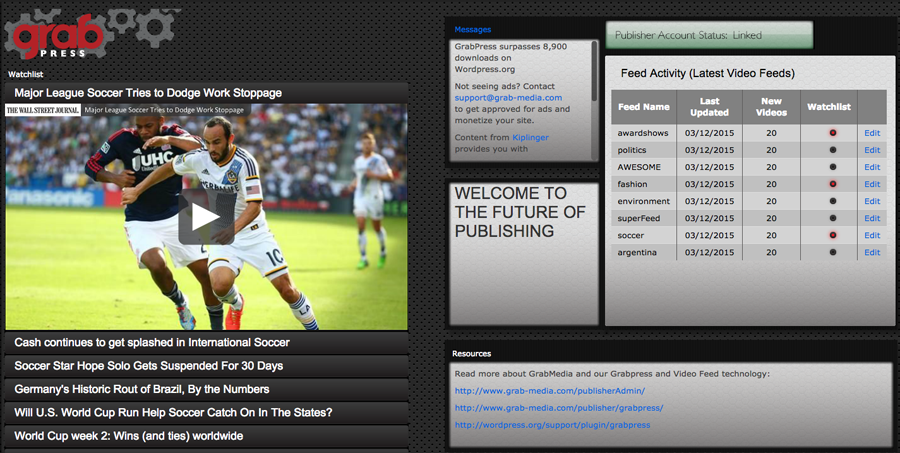 grab
PRESS
Watchlist
Major League Soccer Tries to Dodge Work Stoppage
THE WALL STREET JOURNAL. Major League Soccer Tries to Dodge Work Stoppage
Panasonic
UHC
United
10
LA
Cash continues to get splashed in International Soccer
Soccer Star Hope Solo Gets Suspended For 30 Days
Germany's Historic Rout of Brazil, By the Numbers
Will U.S. World Cup Run Help Soccer Catch On In The States?
World Cup week 2: Wins (and ties) worldwide
Messages
GrabPress surpasses 8,900
downloads on
Wordpress.org
Not seeing ads? Contact
support@grab-media.com
to get approved for ads and
monetize your site.
Content from Kiplinger
provides you with
WELCOME TO
THE FUTURE OF
PUBLISHING
Publisher Account Status: Linked
Feed Activity (Latest Video Feeds)
Feed Name Last Updated New Videos Watchlist
awardshows 03/12/2015 20 Edit
politics 03/12/2015 20 Edit
AWESOME 03/12/2015 20 Edit
fashion 03/12/2015 20 Edit
environment 03/12/2015 20 Edit
superFeed 03/12/2015 20 Edit
soccer 03/12/2015 20 Edit
argentina 03/12/2015 20 Edit
Resources
Read more about GrabMedia and our Grabpress and Video Feed technology:
http://www.grab-media.com/publisherAdmin/
http://www.grab-media.com/publisher/grabpress/
http://wordpress.org/support/plugin/grabpress